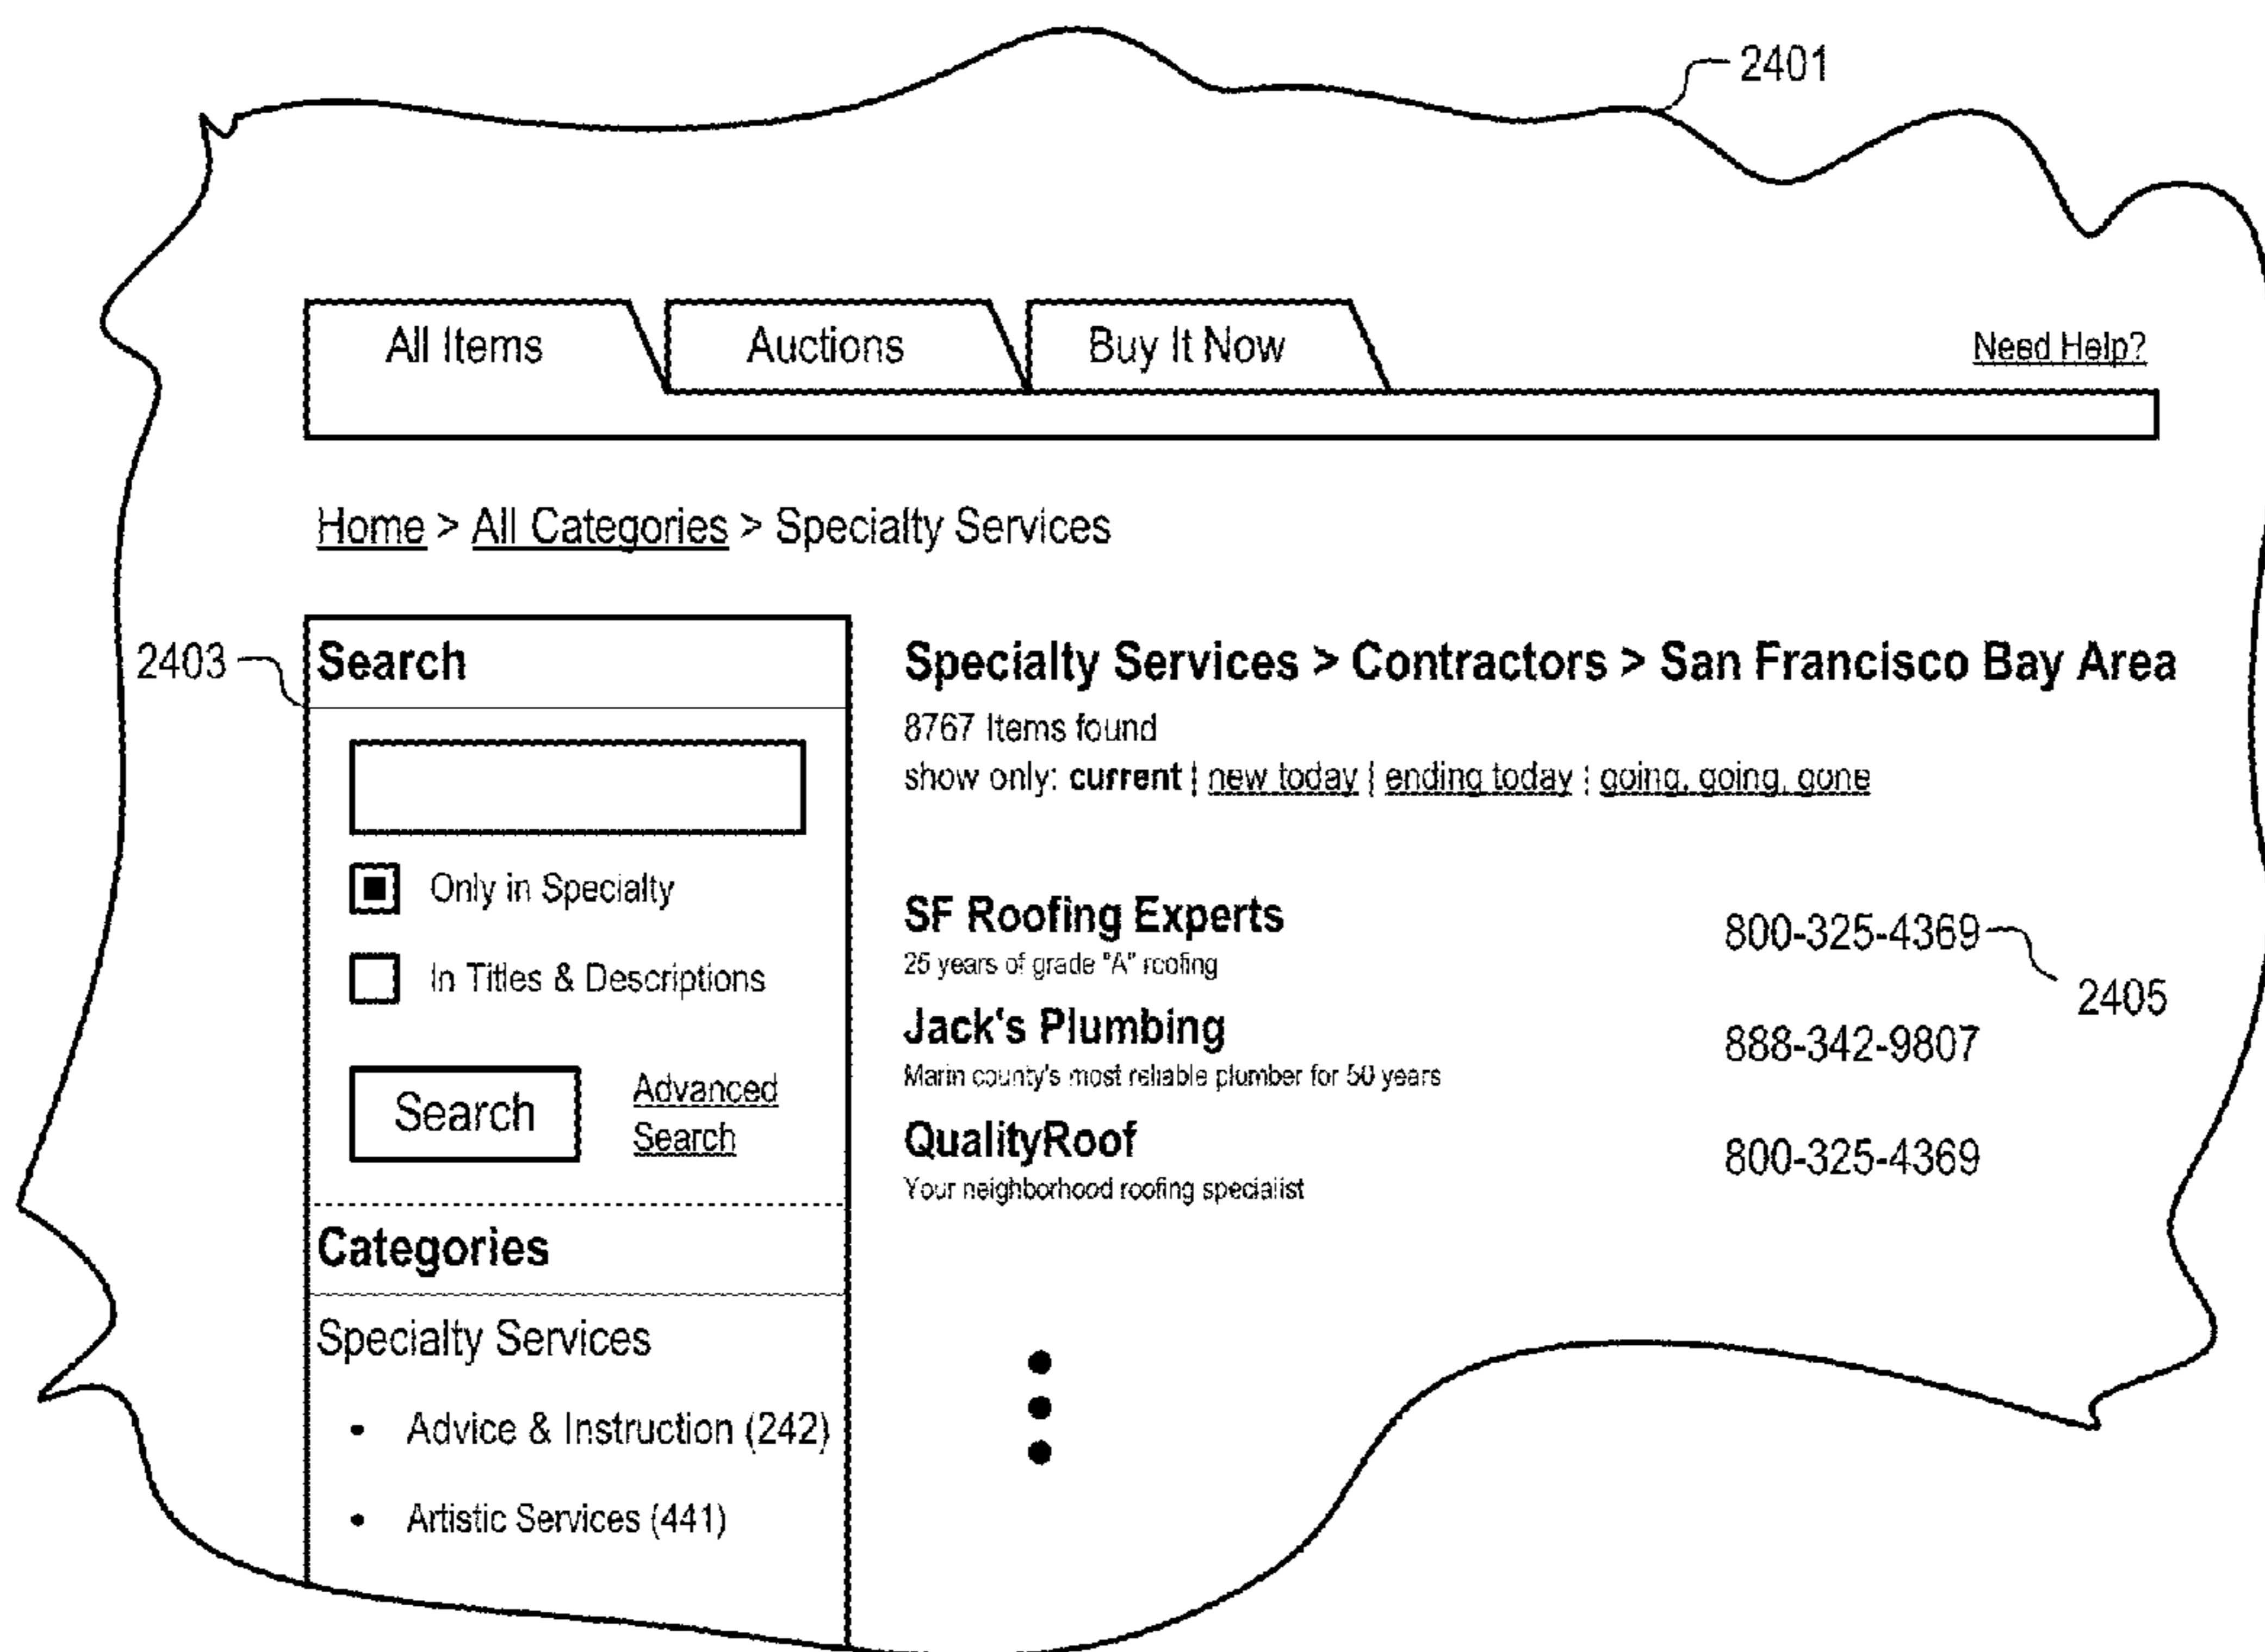 2401
All Items Auctions Buy It Now Need Help?
Home > All Categories > Specialty Services
2403
Search
Only in Specialty
In Titles & Descriptions
Search
Advanced
Search
Categories
Specialty Services
• Advice & Instruction (242)
• Artistic Services (441)
Specialty Services > Contractors > San Francisco Bay Area
8767 Items found
show only: current | new today | ending today | going, going, gone
SF Roofing Experts 800-325-4369
25 years of grade "A" roofing
2405
Jack's Plumbing 888-342-9807
Marin county's most reliable plumber for 50 years
QualityRoof 800-325-4369
Your neighborhood roofing specialist